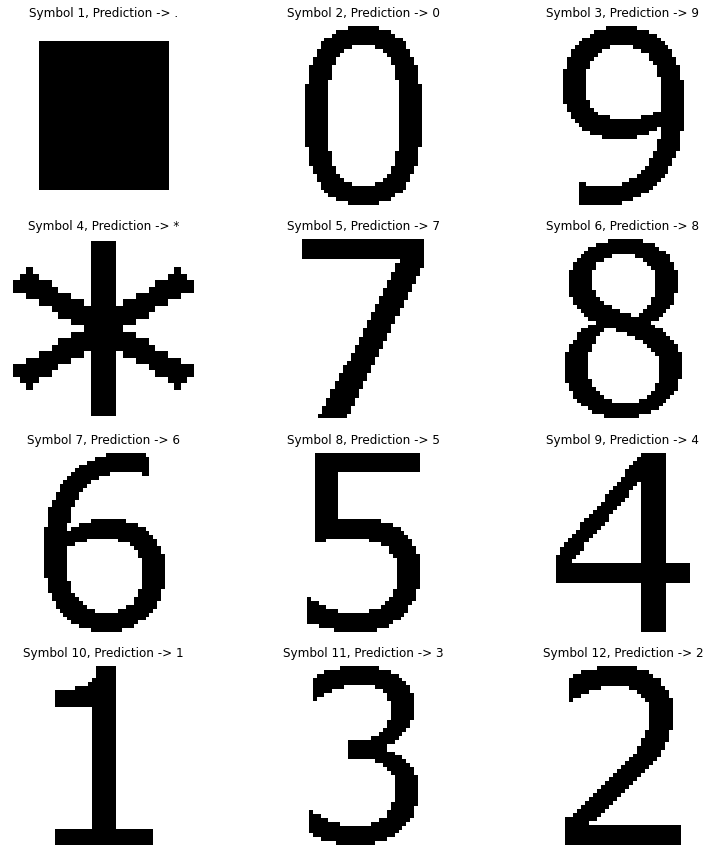 Symbol 1, Prediction -> . Symbol 2, Prediction -> 0 Symbol 3, Prediction -> 9
. 0 9
Symbol 4, Prediction -> * Symbol 5, Prediction -> 7 Symbol 6, Prediction -> 8
* 7 8
Symbol 7, Prediction -> 6 Symbol 8, Prediction -> 5 Symbol 9, Prediction -> 4
6 5 4
Symbol 10, Prediction -> 1 Symbol 11, Prediction -> 3 Symbol 12, Prediction -> 2
1 3 2